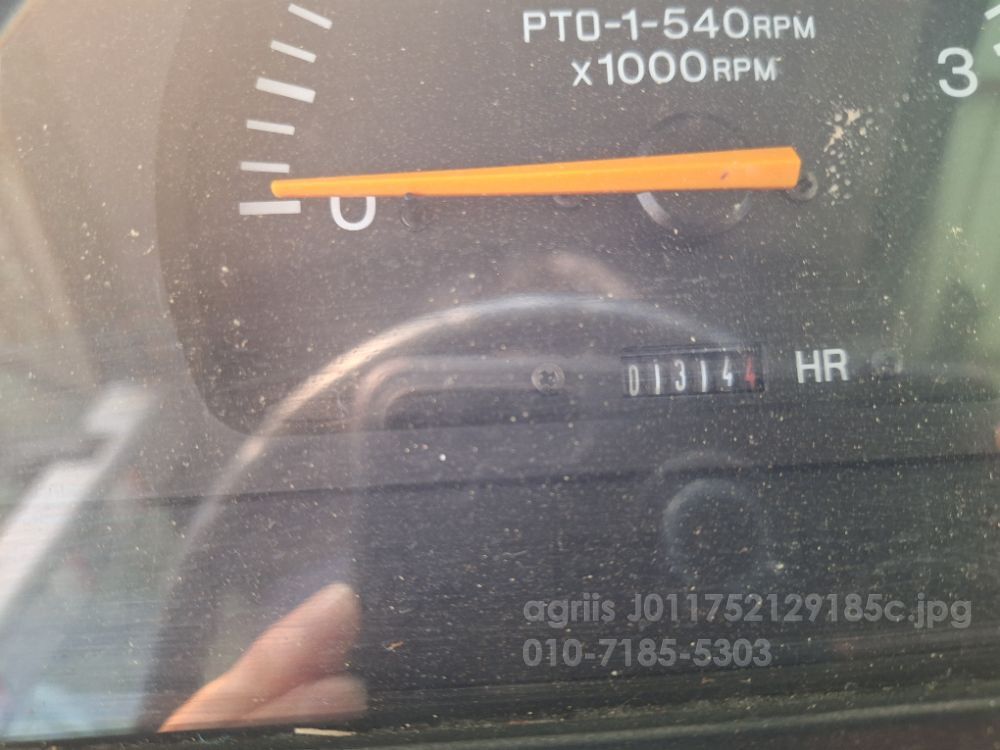 PTO-1-540RPM
x1000RPM
3
0
013144 HR
agriis J011752129185c.jpg
010-7185-5303